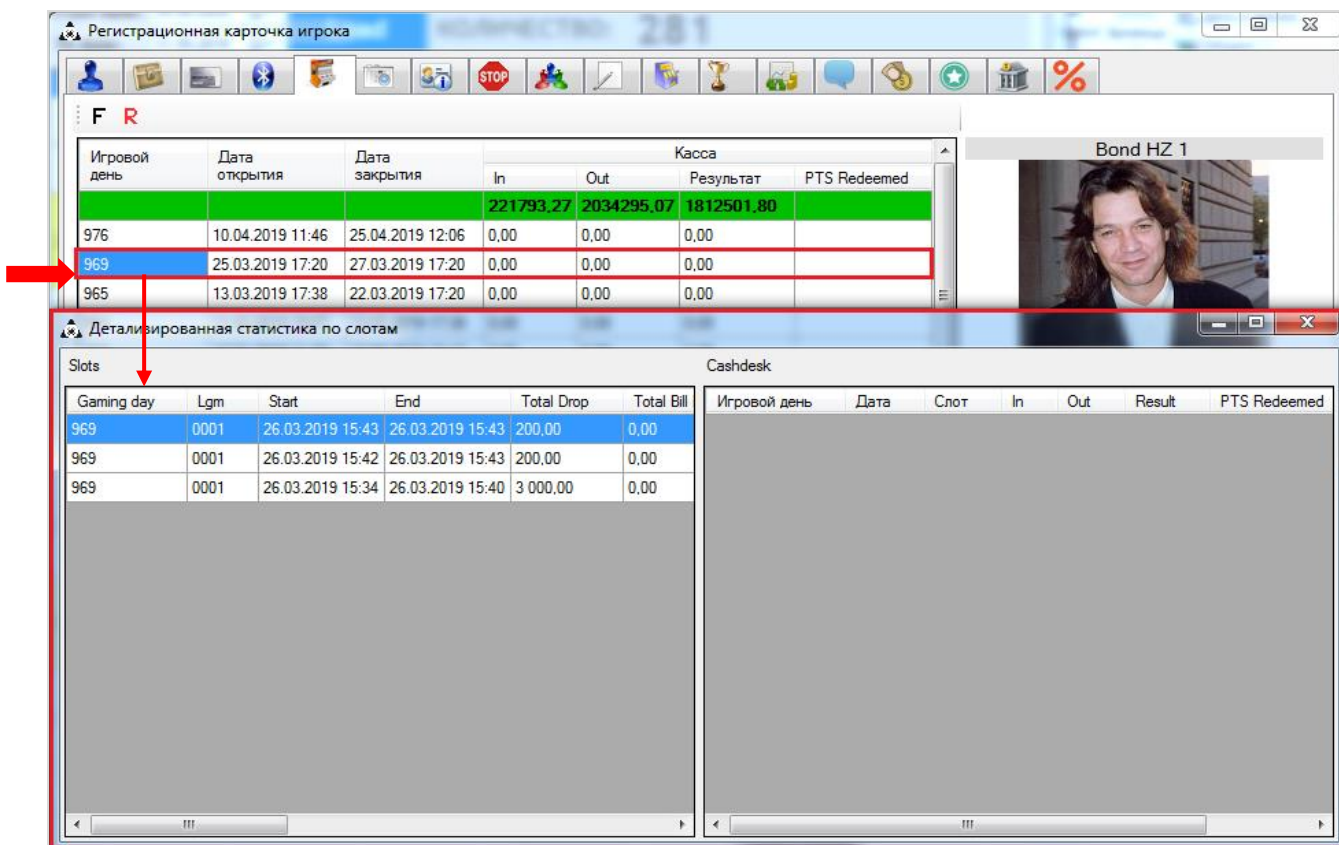 Регистрационная карточка игрока
КОЛИЧЕСТВО: 281
STOP %
F R
Игровой день Дата открытия Дата закрытия Касса
In Out Результат PTS Redeemed
221793,27 2034295,07 1812501,80
976 10.04.2019 11:46 25.04.2019 12:06 0,00 0,00 0,00
969 25.03.2019 17:20 27.03.2019 17:20 0,00 0,00 0,00
965 13.03.2019 17:38 22.03.2019 17:20 0,00 0,00 0,00
Bond HZ 1
Детализированная статистика по слотам
Slots Cashdesk
Gaming day Lgm Start End Total Drop Total Bill Игровой день Дата Слот In Out Result PTS Redeemed
969 0001 26.03.2019 15:43 26.03.2019 15:43 200,00 0,00
969 0001 26.03.2019 15:42 26.03.2019 15:43 200,00 0,00
969 0001 26.03.2019 15:34 26.03.2019 15:40 3 000,00 0,00